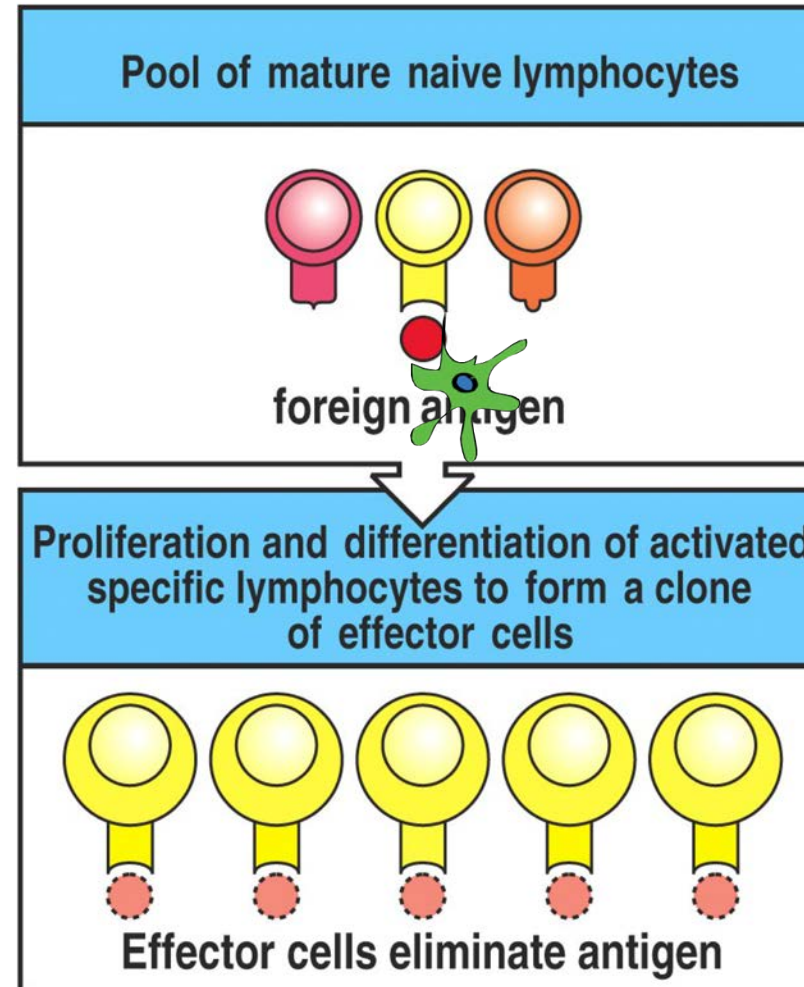 Pool of mature naive lymphocytes
foreign antigen
Proliferation and differentiation of activated
specific lymphocytes to form a clone
of effector cells
Effector cells eliminate antigen